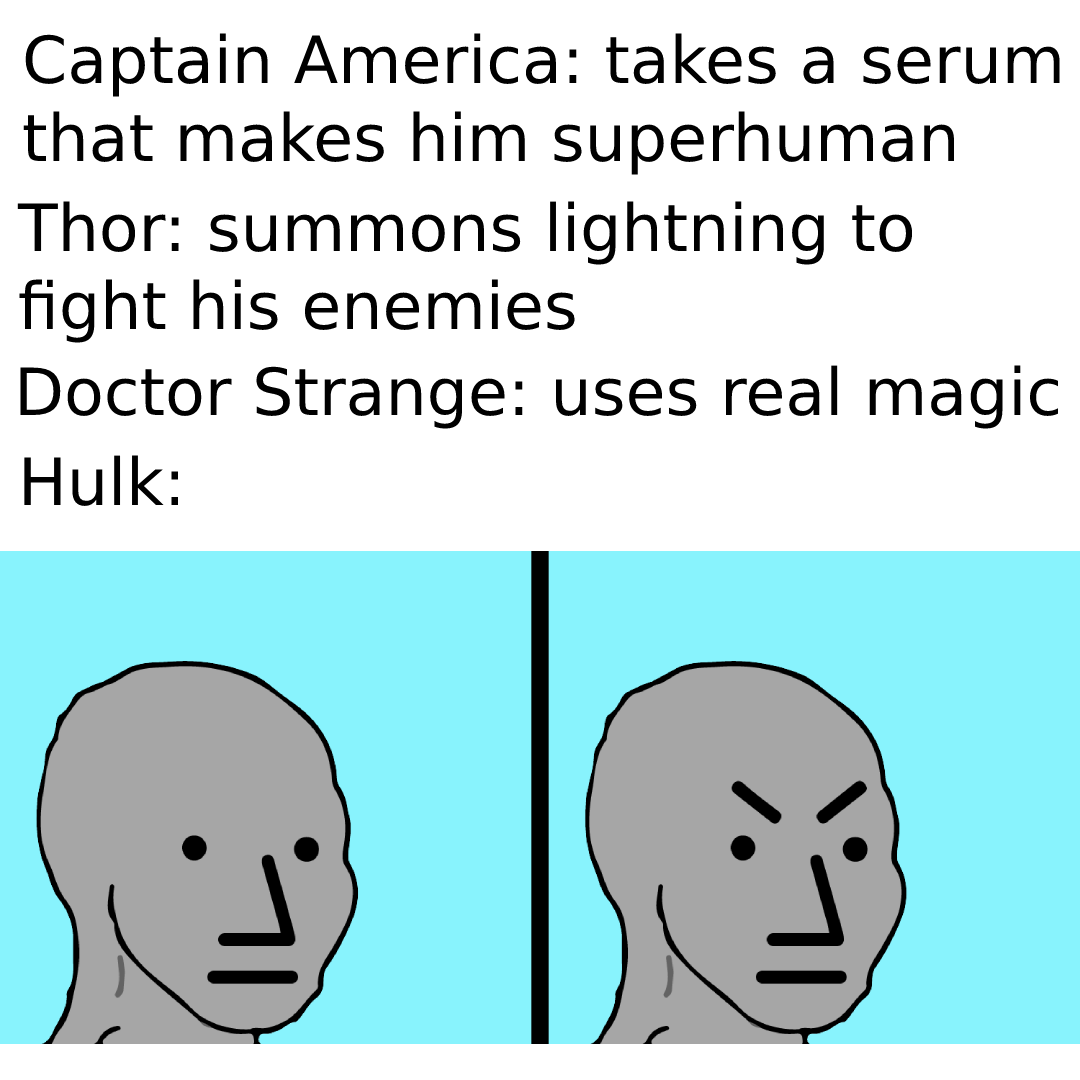 Captain America: takes a serum
that makes him superhuman
Thor: summons lightning to
fight his enemies
Doctor Strange: uses real magic
Hulk: